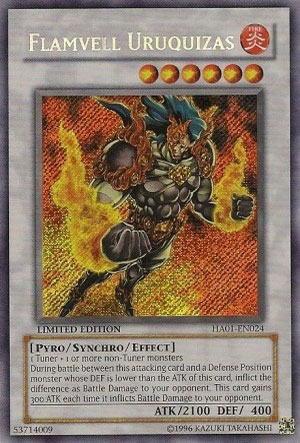 FLAMVELL URUQUIZAS
FIRE
炎
LIMITED EDITION
HA01-EN024
[PYRO/SYNCHRO/EFFECT]
1 Tuner + 1 or more non-Tuner monsters
During battle between this attacking card and a Defense Position
monster whose DEF is lower than the ATK of this card, inflict the
difference as Battle Damage to your opponent. This card gains
300 ATK each time it inflicts Battle Damage to your opponent.
ATK/2100 DEF/ 400
53714009
©1996 KAZUKI TAKAHASHI